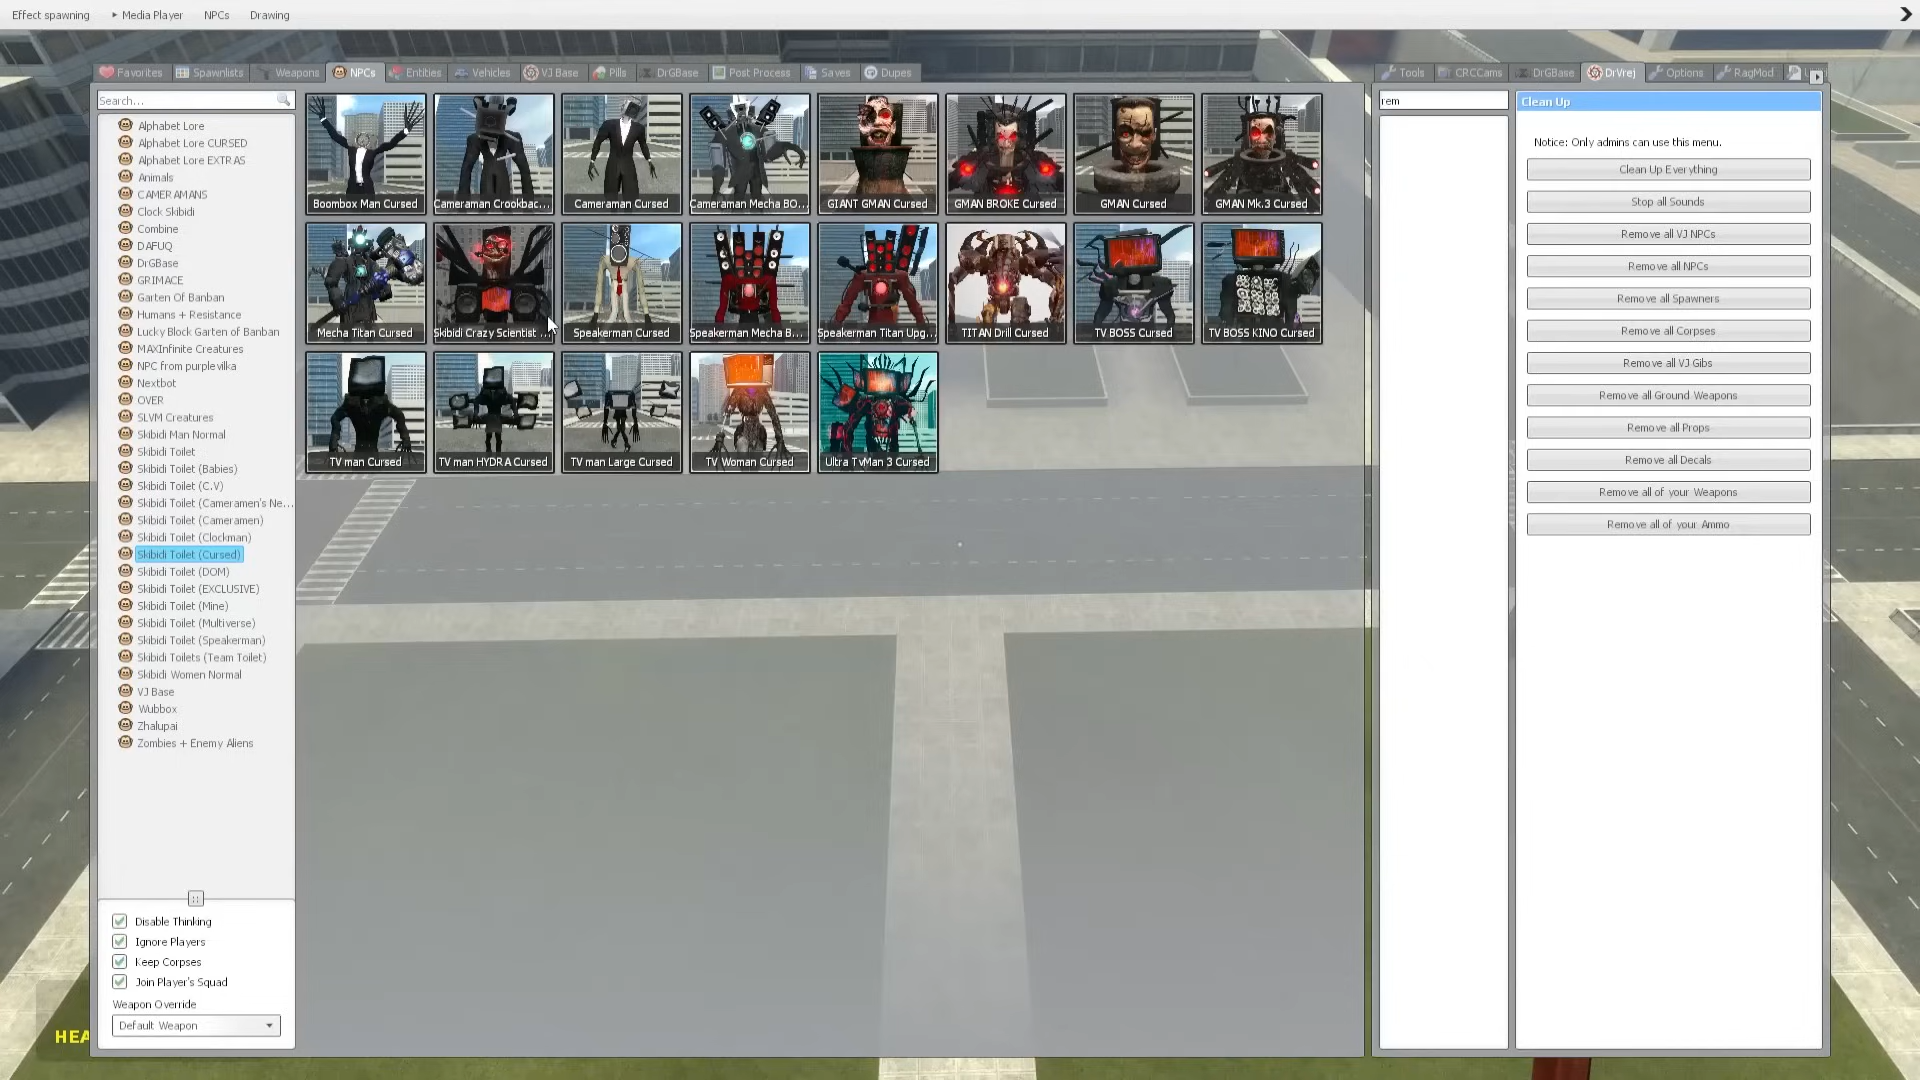 Effect spawning
Media Player
NPCs
Drawing
Favorites
Spawnlists
Weapons
NPCs
Entities
Vehicles
VJ Base
Pills
DrGBase
Post Process
Saves
Dupes
Tools
CRCCams
DrGBase
DrVrej
Options
RagMod
Search...
Alphabet Lore
Alphabet Lore CURSED
Alphabet Lore EXTRAS
Animals
CAMERAMANS
Clock Skibidi
Combine
DAFUQ
DrGBase
GRIMACE
Garten Of Banban
Humans + Resistance
Lucky Block Garten of Banban
MAXInfinite Creatures
NPC from purplevilka
Nextbot
OVER
SLVM Creatures
Skibidi Man Normal
Skibidi Toilet
Skibidi Toilet (Babies)
Skibidi Toilet (C.V)
Skibidi Toilet (Cameramen's Ne...
Skibidi Toilet (Cameramen)
Skibidi Toilet (Clockman)
Skibidi Toilet (Cursed)
Skibidi Toilet (DOM)
Skibidi Toilet (EXCLUSIVE)
Skibidi Toilet (Mine)
Skibidi Toilet (Multiverse)
Skibidi Toilet (Speakerman)
Skibidi Toilets (Team Toilet)
Skibidi Women Normal
VJ Base
Wubbox
Zhalupai
Zombies + Enemy Aliens
Disable Thinking
Ignore Players
Keep Corpses
Join Player's Squad
Weapon Override
Default Weapon
HEA
Boombox Man Cursed
Cameraman Crookbac...
Cameraman Cursed
Cameraman Mecha BO...
GIANT GMAN Cursed
GMAN BROKE Cursed
GMAN Cursed
GMAN Mk.3 Cursed
Mecha Titan Cursed
Skibidi Crazy Scientist ...
Speakerman Cursed
Speakerman Mecha B...
Speakerman Titan Upg...
TITAN Drill Cursed
TV BOSS Cursed
TV BOSS KINO Cursed
TV man Cursed
TV man HYDRA Cursed
TV man Large Cursed
TV Woman Cursed
Ultra TvMan 3 Cursed
rem
Clean Up
Notice: Only admins can use this menu.
Clean Up Everything
Stop all Sounds
Remove all VJ NPCs
Remove all NPCs
Remove all Spawners
Remove all Corpses
Remove all VJ Gibs
Remove all Ground Weapons
Remove all Props
Remove all Decals
Remove all of your Weapons
Remove all of your Ammo